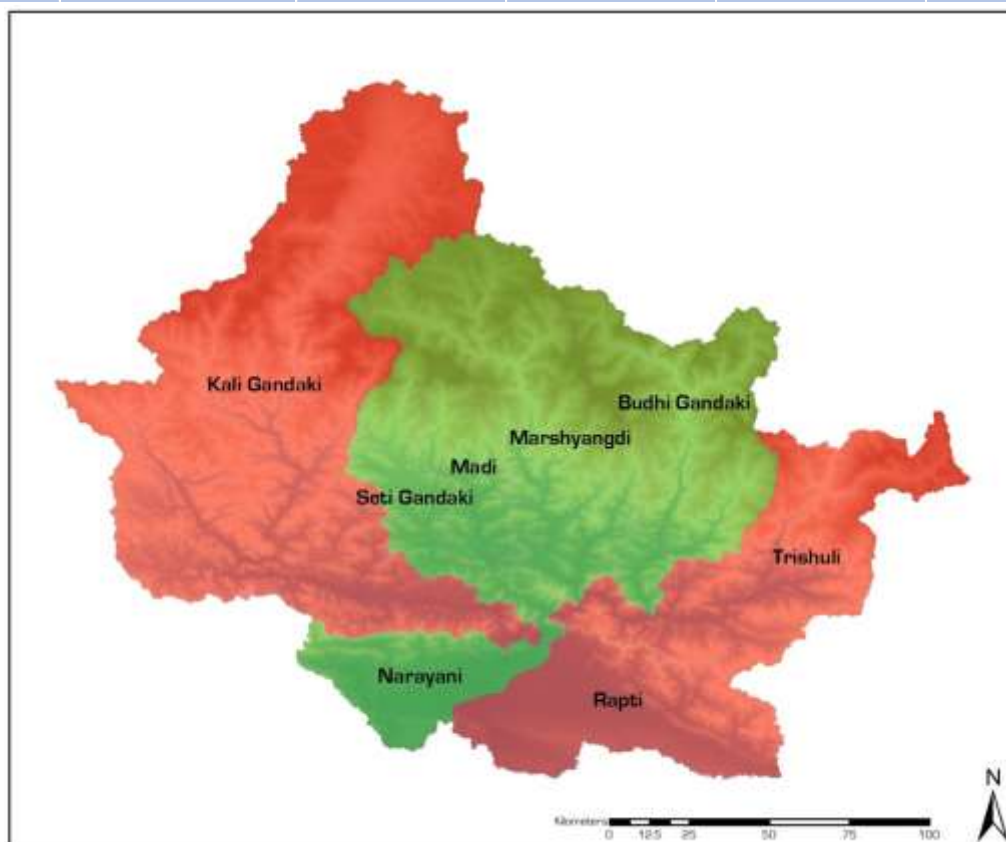 Kali Gandaki
Budhi Gandaki
Marshyangdi
Madi
Seti Gandaki
Trishuli
Narayani
Rapti
N
Kilometers
0 12.5 25 50 75 100